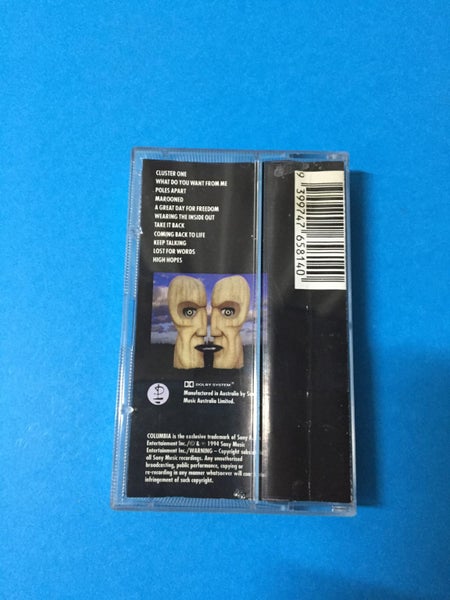 CLUSTER ONE
WHAT DO YOU WANT FROM ME
POLES APART
MAROONED
A GREAT DAY FOR FREEDOM
WEARING THE INSIDE OUT
TAKE IT BACK
COMING BACK TO LIFE
KEEP TALKING
LOST FOR WORDS
HIGH HOPES
DOLBY SYSTEM™
Manufactured in Australia by
Music Australia Limited.
COLUMBIA is the exclusive trademark of Sony
Entertainment Inc./© & ℗ 1994 Sony Music
Entertainment Inc./WARNING – Copyright
all Sony Music recordings. Any unauthorised
broadcasting, public performance, copying or
re-recording in any manner whatsoever will
infringement of such copyright.
9 399747 658140